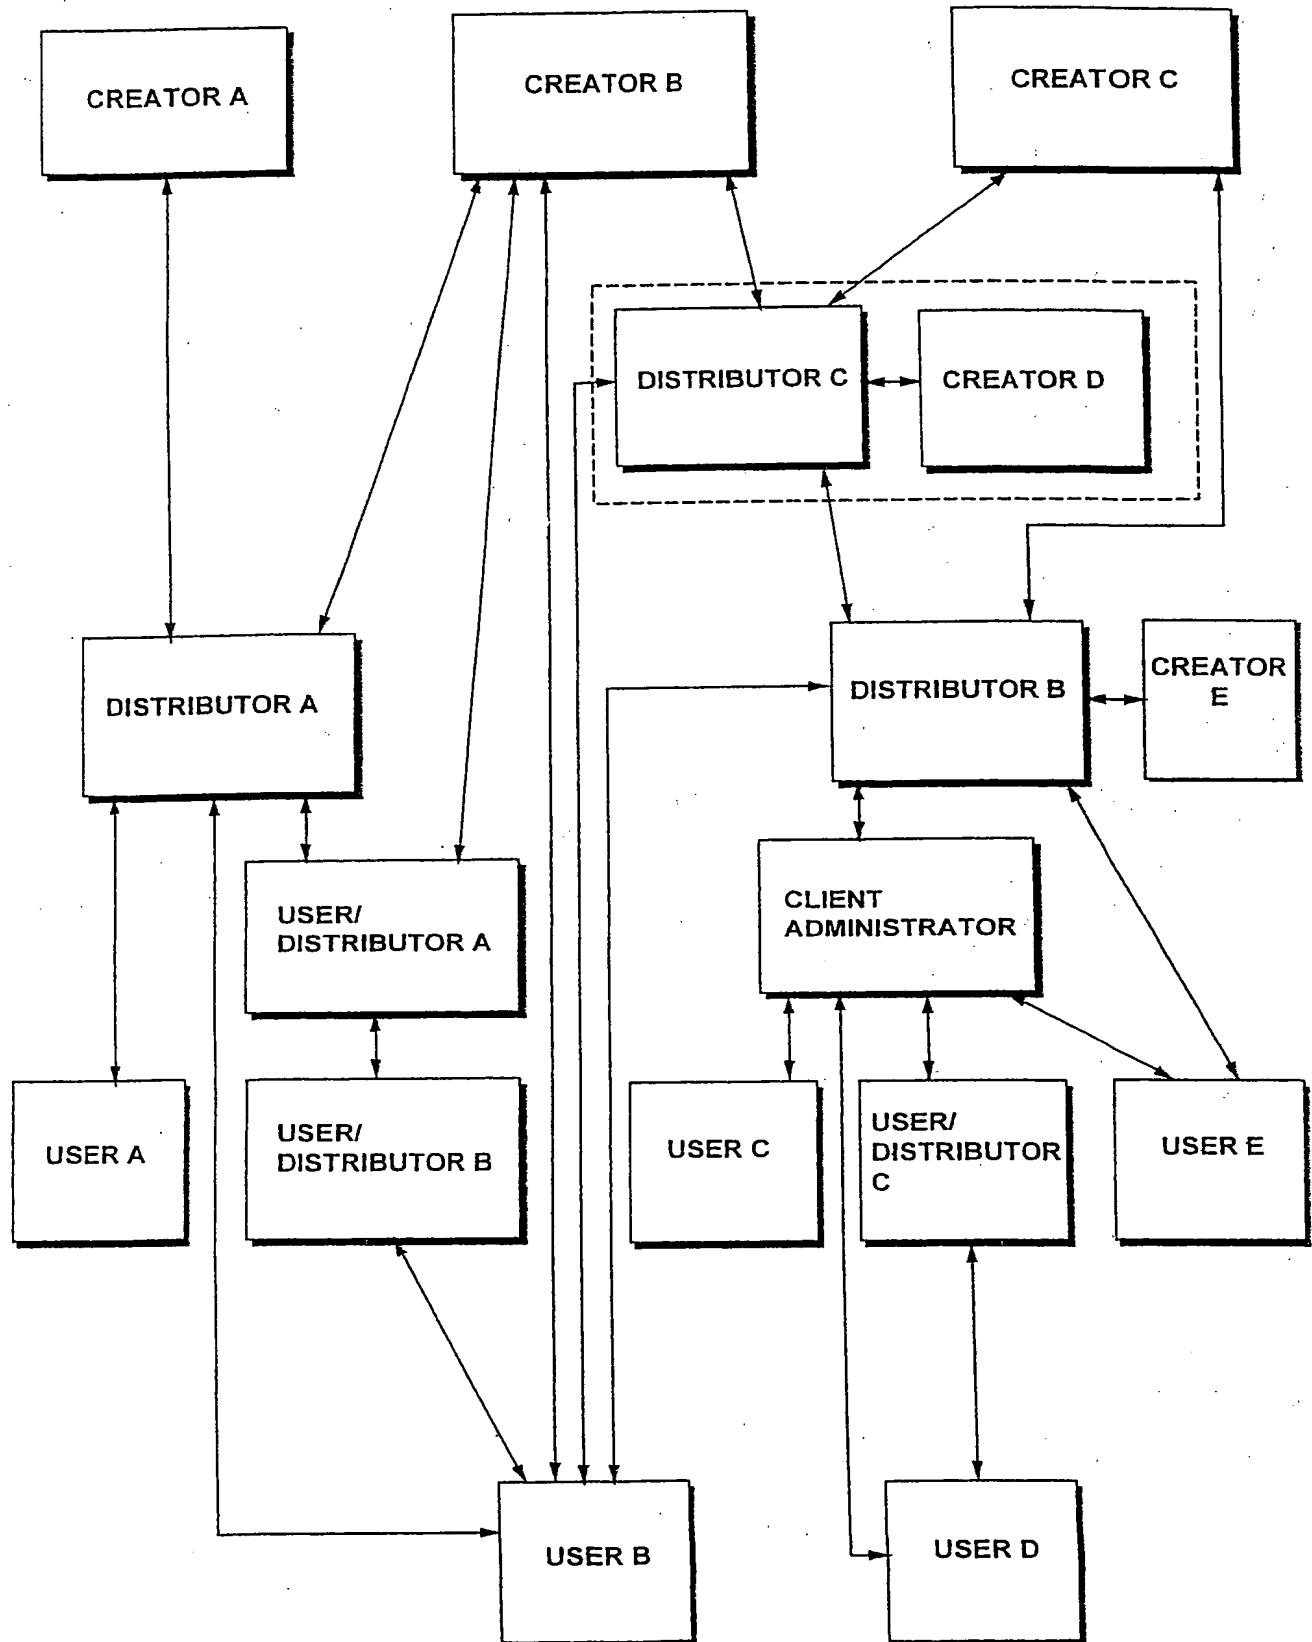 CREATOR A
CREATOR B
CREATOR C
DISTRIBUTOR C
CREATOR D
DISTRIBUTOR A
DISTRIBUTOR B
CREATOR
E
USER/
DISTRIBUTOR A
CLIENT
ADMINISTRATOR
USER A
USER/
DISTRIBUTOR B
USER C
USER/
DISTRIBUTOR
C
USER E
USER B
USER D